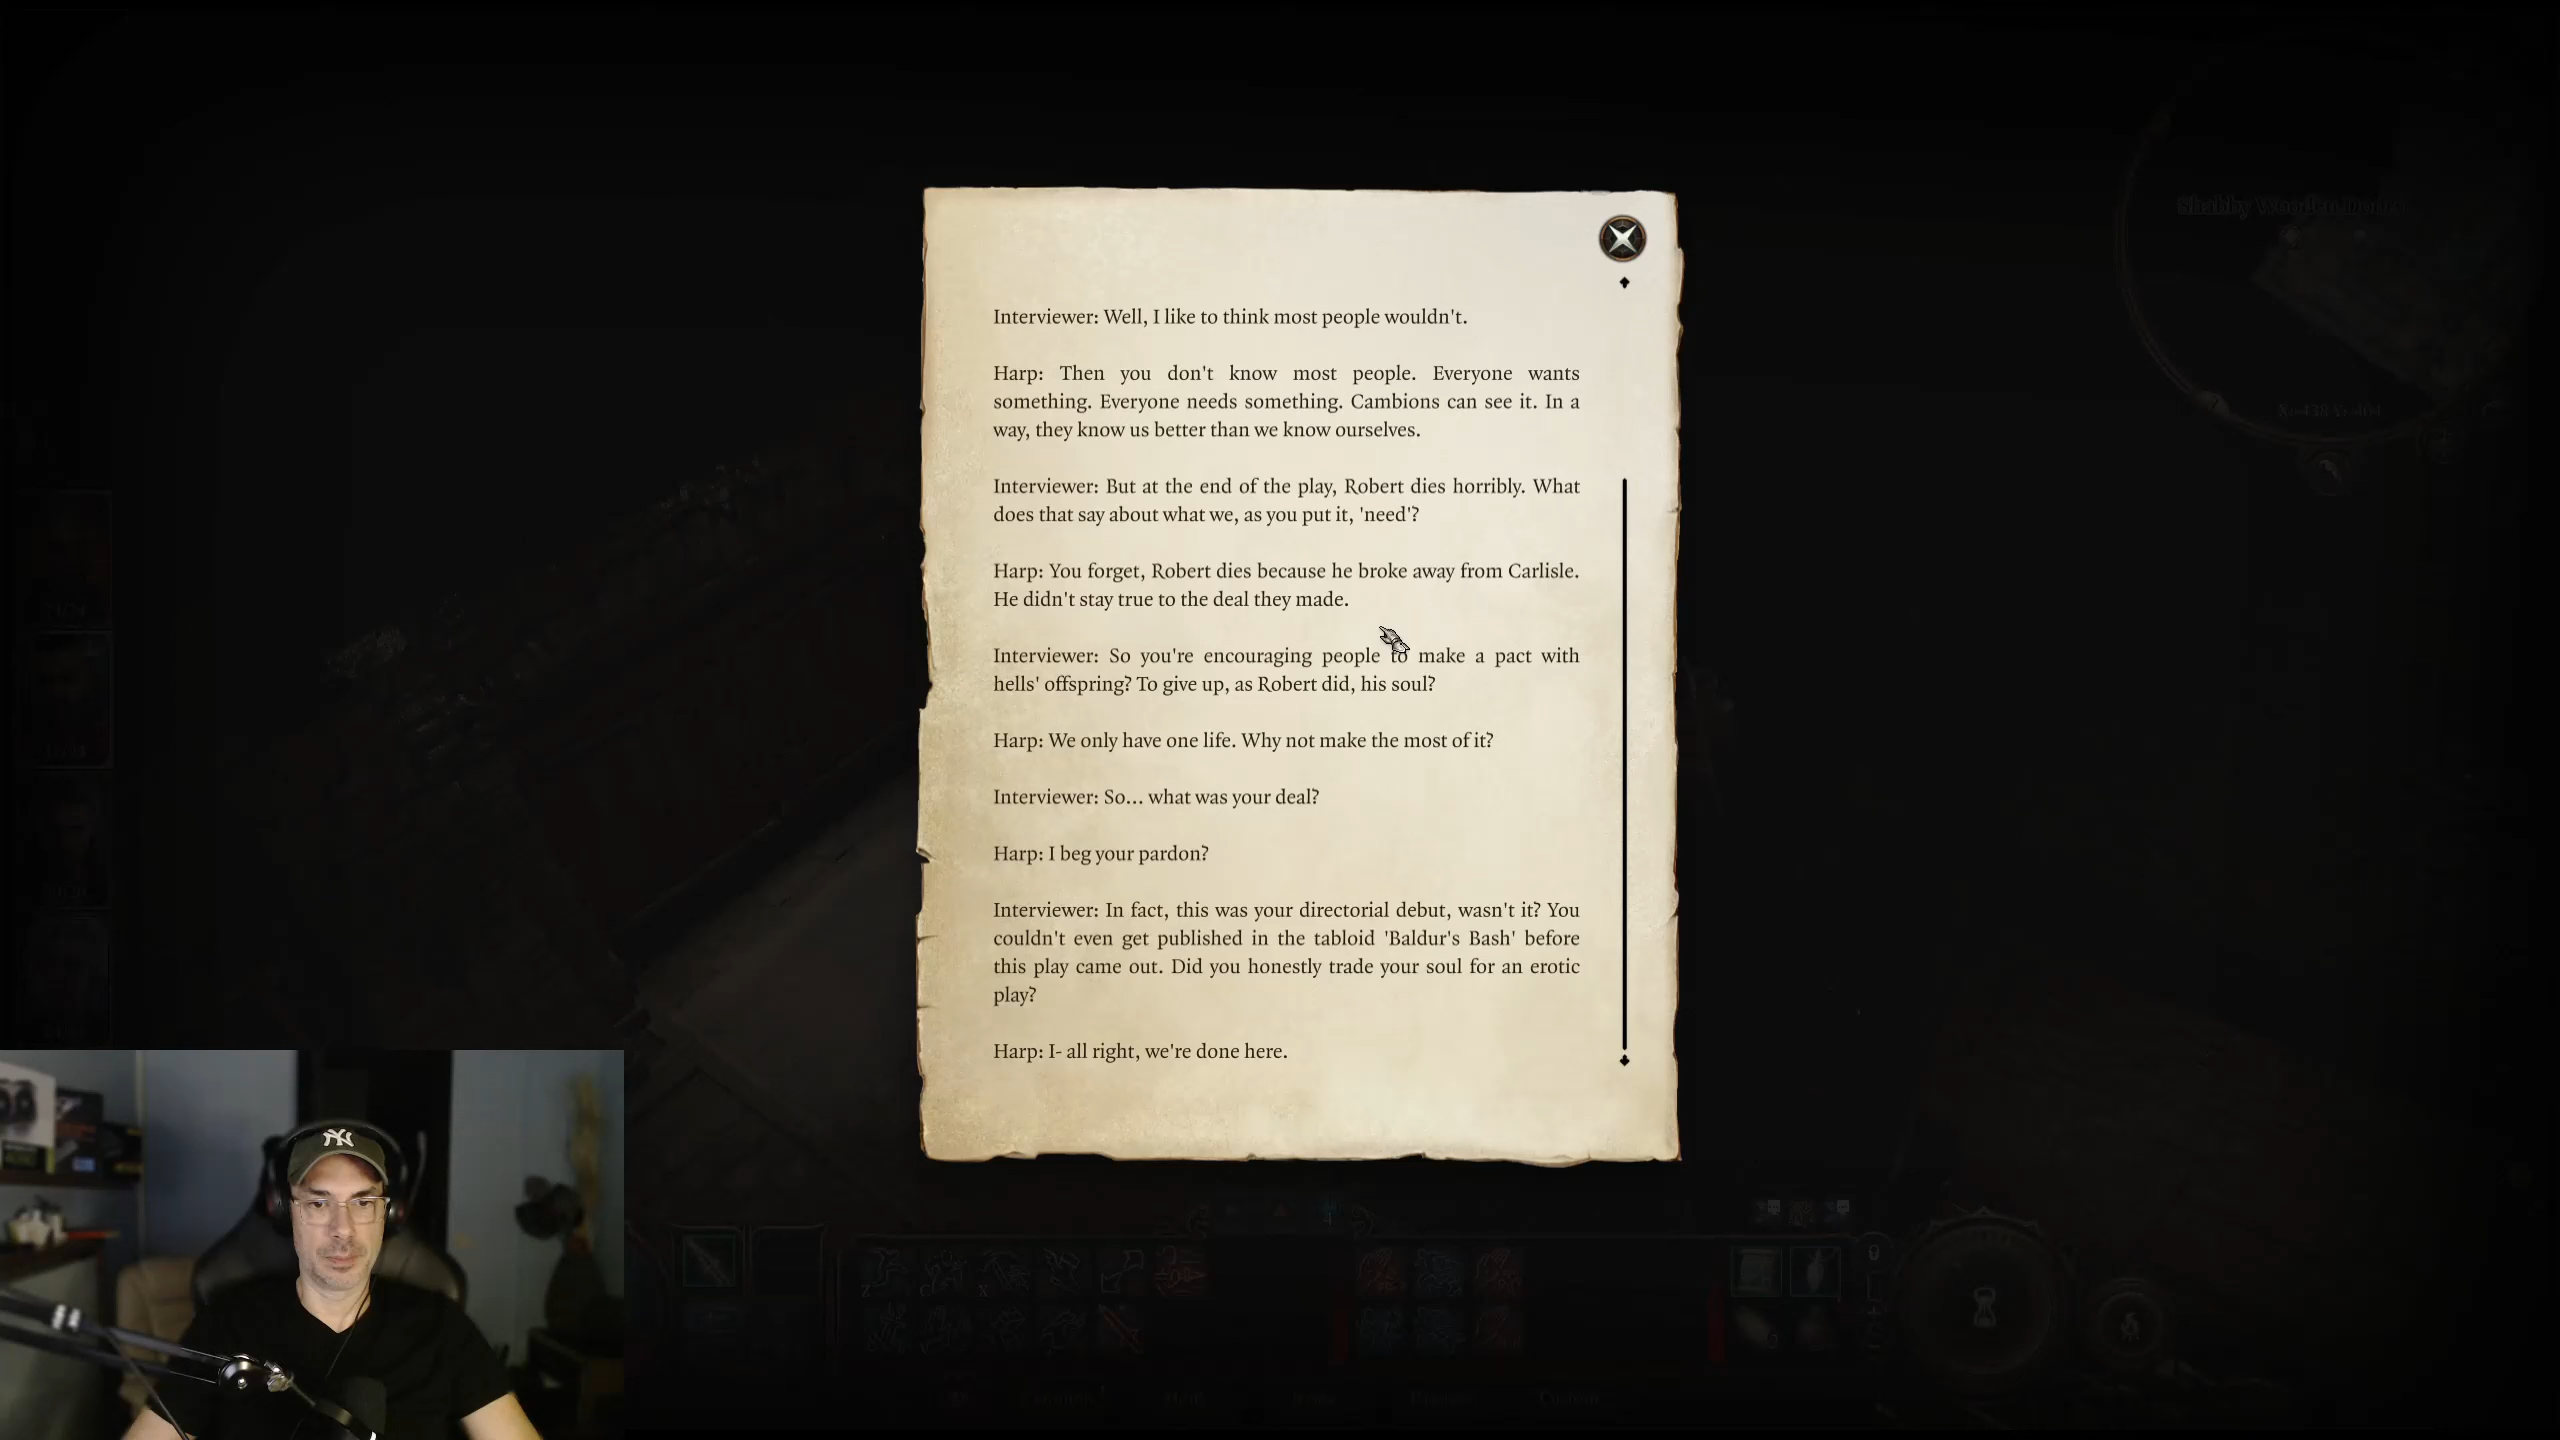 Shabby Wooden Doors
X: -438 Y: -404
Interviewer: Well, I like to think most people wouldn't.
Harp: Then you don't know most people. Everyone wants
something. Everyone needs something. Cambions can see it. In a
way, they know us better than we know ourselves.
Interviewer: But at the end of the play, Robert dies horribly. What
does that say about what we, as you put it, 'need'?
Harp: You forget, Robert dies because he broke away from Carlisle.
He didn't stay true to the deal they made.
Interviewer: So you're encouraging people to make a pact with
hells' offspring? To give up, as Robert did, his soul?
Harp: We only have one life. Why not make the most of it?
Interviewer: So... what was your deal?
Harp: I beg your pardon?
Interviewer: In fact, this was your directorial debut, wasn't it? You
couldn't even get published in the tabloid 'Baldur's Bash' before
this play came out. Did you honestly trade your soul for an erotic
play?
Harp: I- all right, we're done here.
NY
Z C X